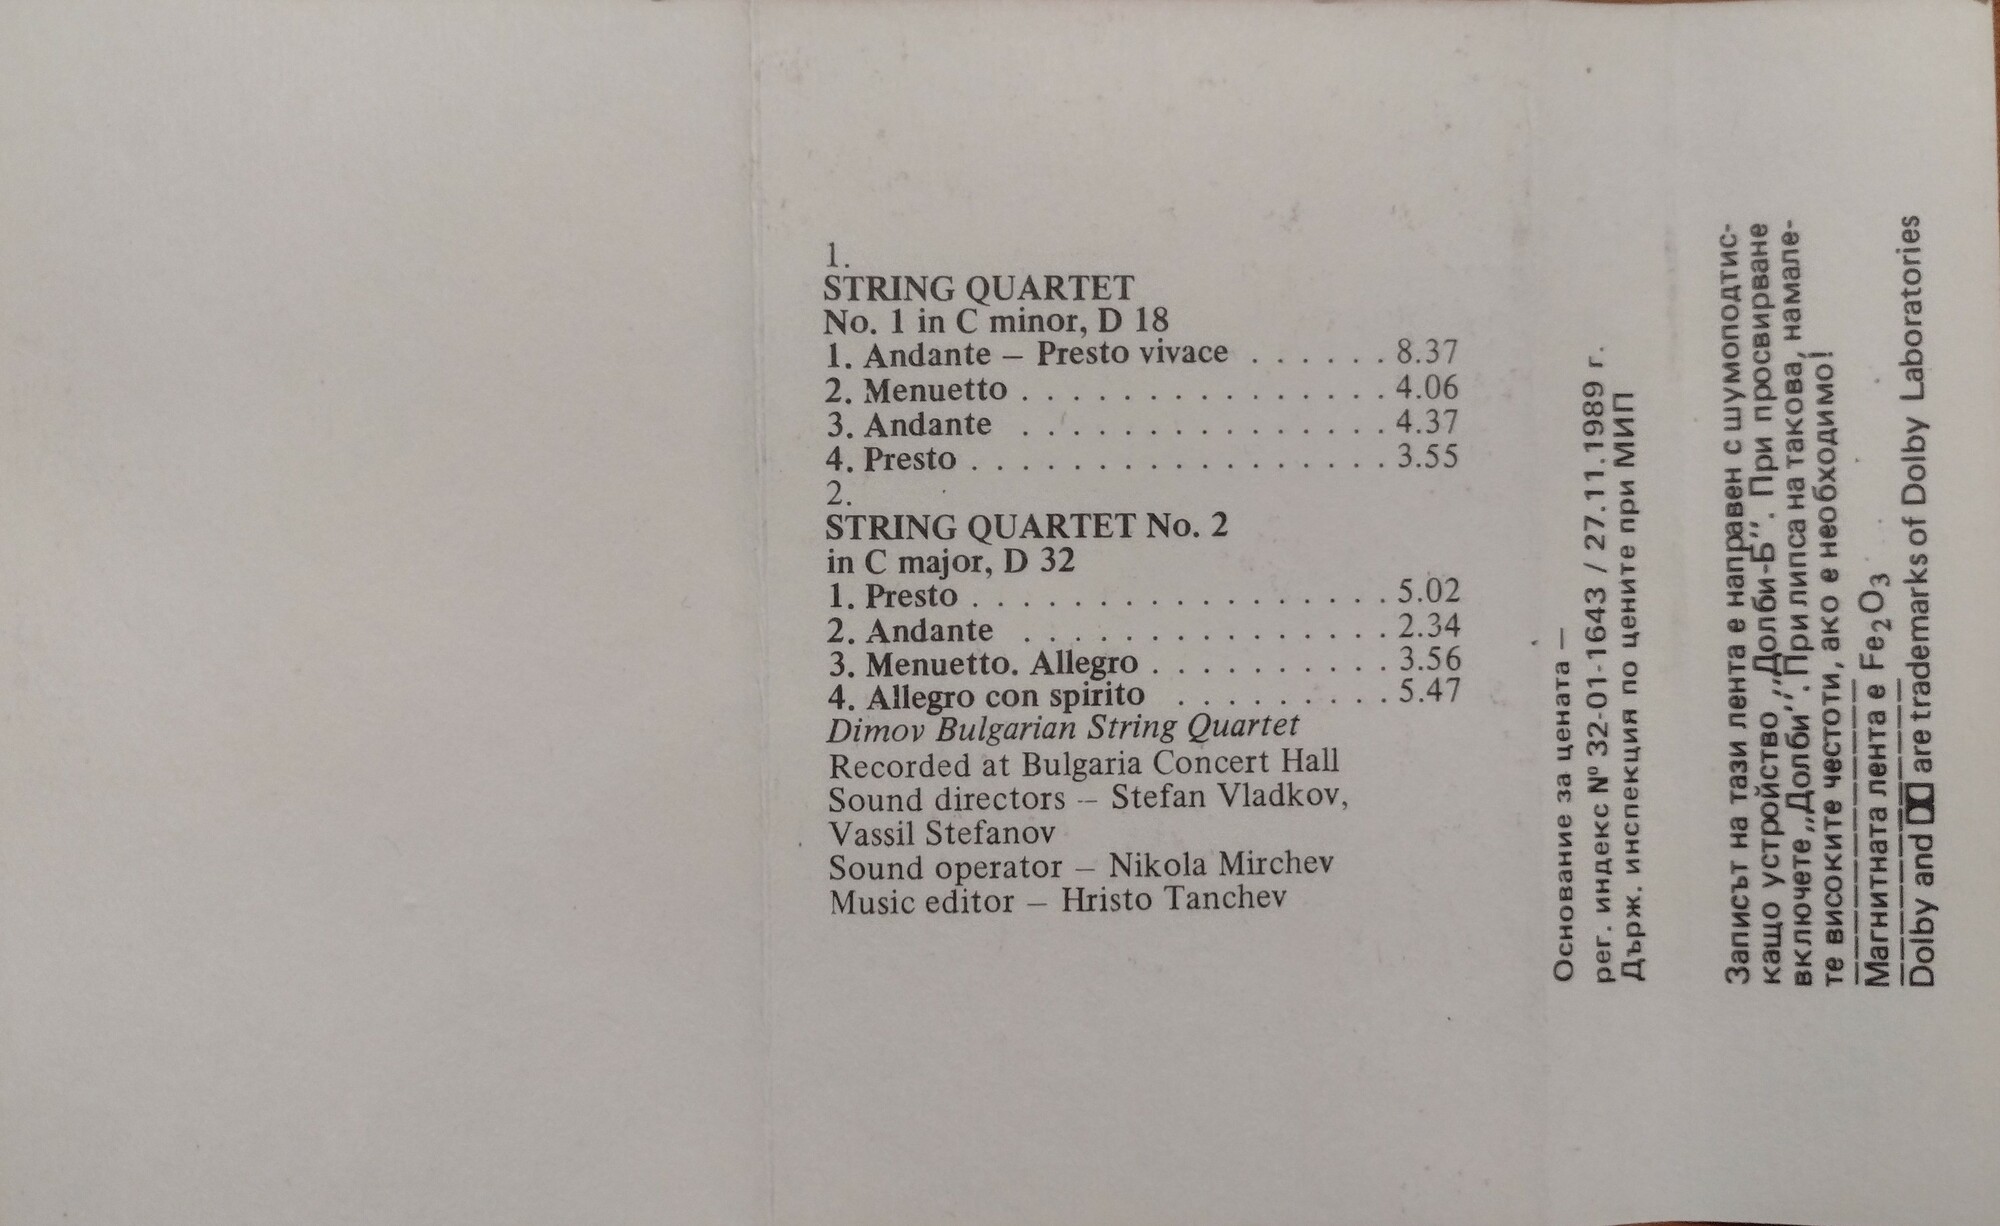 1.
STRING QUARTET
No. 1 in C minor, D 18
1. Andante – Presto vivace . . . . . . 8.37
2. Menuetto . . . . . . . . . . . . . . . 4.06
3. Andante . . . . . . . . . . . . . . . 4.37
4. Presto . . . . . . . . . . . . . . . . . 3.55
2.
STRING QUARTET No. 2
in C major, D 32
1. Presto . . . . . . . . . . . . . . . . . 5.02
2. Andante . . . . . . . . . . . . . . . 2.34
3. Menuetto. Allegro . . . . . . . . . . 3.56
4. Allegro con spirito . . . . . . . . . 5.47
Dimov Bulgarian String Quartet
Recorded at Bulgaria Concert Hall
Sound directors – Stefan Vladkov,
Vassil Stefanov
Sound operator – Nikola Mirchev
Music editor – Hristo Tanchev
Основание за цената –
рег. индекс № 32-01-1643 / 27.11.1989 г.
Държ. инспекция по цените при МИП
Записът на тази лента е направен с шумоподтис-
кащо устройство „Долби-Б”. При просвирване
включете „Долби”. При липса на такова, намале-
те високите честоти, ако е необходимо!
Магнитната лента е Fe2O3
Dolby and are trademarks of Dolby Laboratories